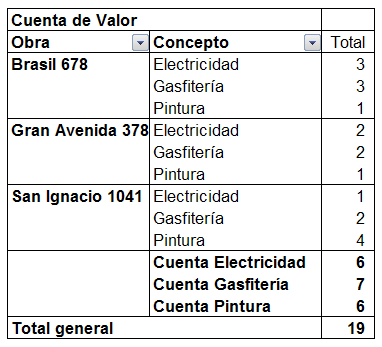 Cuenta de Valor
Obra Concepto Total
Brasil 678 Electricidad 3
Gasfitería 3
Pintura 1
Gran Avenida 378 Electricidad 2
Gasfitería 2
Pintura 1
San Ignacio 1041 Electricidad 1
Gasfitería 2
Pintura 4
Cuenta Electricidad 6
Cuenta Gasfitería 7
Cuenta Pintura 6
Total general 19